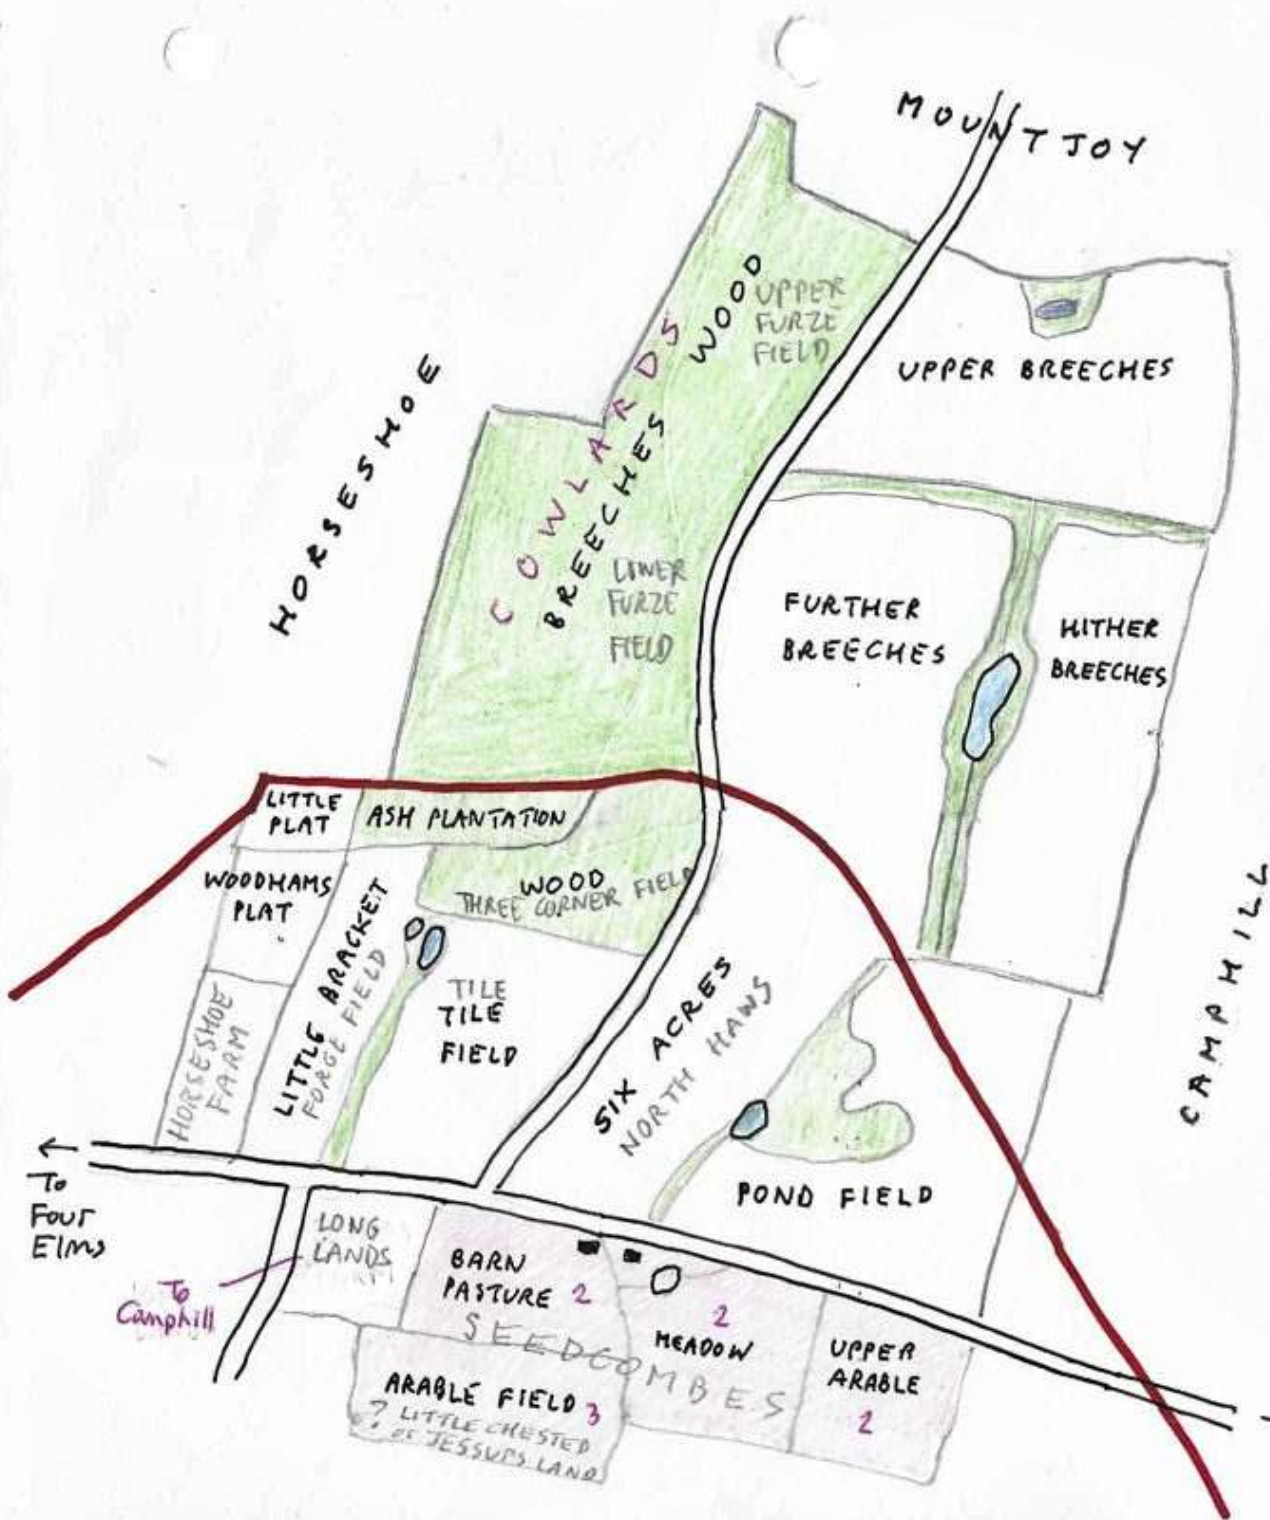 MOUNTJOY
WOOD
UPPER
FURZE
FIELD
UPPER BREECHES
HORSESHOE
COWLARDS
BREECHES
LOWER
FURZE
FIELD
FURTHER
BREECHES
HITHER
BREECHES
LITTLE
PLAT
ASH PLANTATION
WOODHAMS
PLAT
WOOD
THREE CORNER FIELD
LITTLE BRACKET
FORGE FIELD
TILE
TILE
FIELD
HORSESHOE
FARM
SIX ACRES
NORTH HAWS
CAMPHILL
POND FIELD
←
To
Four
Elms
To
Camphill
LONG
LANDS
BARN
PASTURE 2
SEEDCOMBES
2
MEADOW
UPPER
ARABLE
2
ARABLE FIELD 3
? LITTLE CHESTED
or JESSUPS LAND